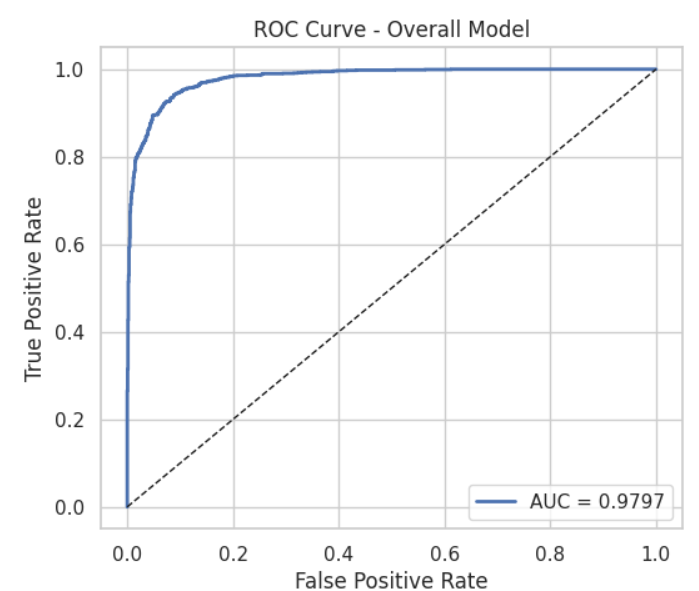 ROC Curve - Overall Model
True Positive Rate
1.0
0.8
0.6
0.4
0.2
0.0
AUC = 0.9797
0.0 0.2 0.4 0.6 0.8 1.0
False Positive Rate